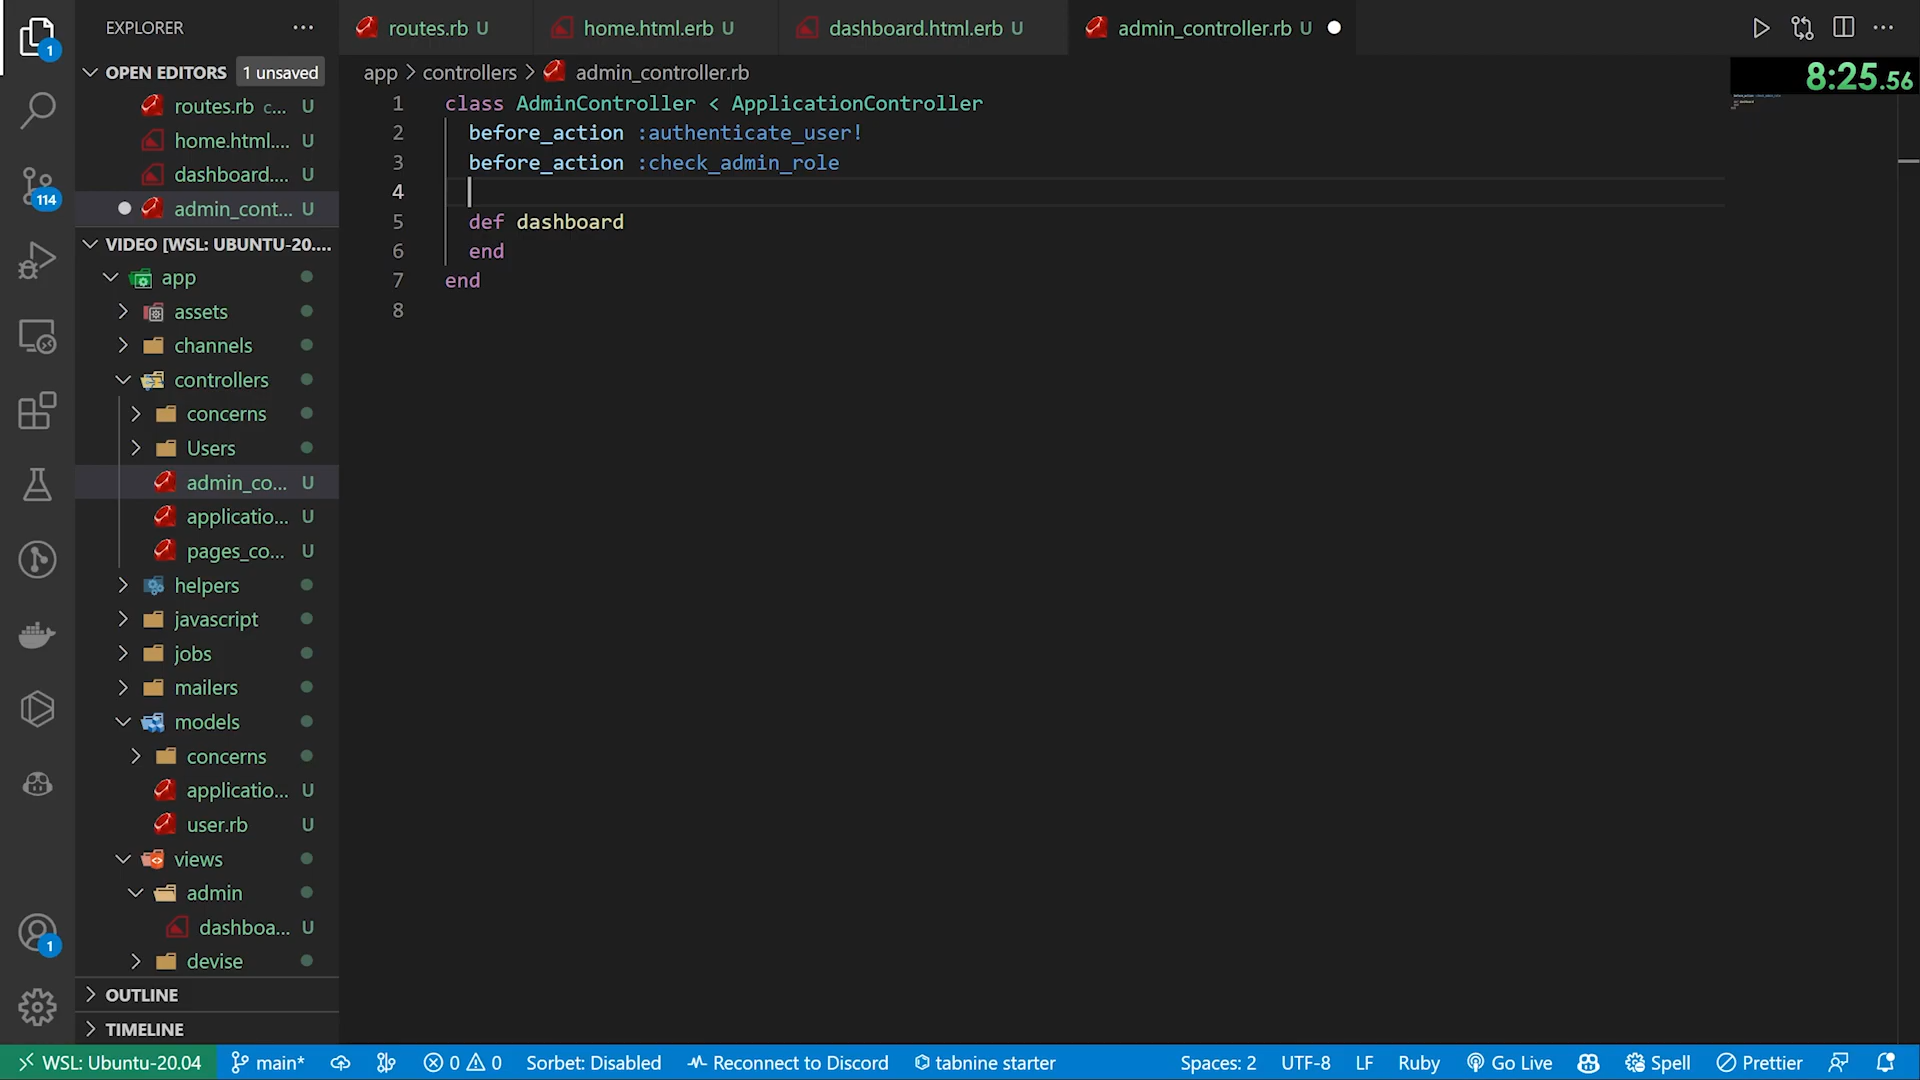 EXPLORER
OPEN EDITORS 1 unsaved
routes.rb c... U
home.html.... U
dashboard.... U
admin_cont... U
VIDEO [WSL: UBUNTU-20....
app
assets
channels
controllers
concerns
Users
admin_co... U
applicatio... U
pages_co... U
helpers
javascript
jobs
mailers
models
concerns
applicatio... U
user.rb U
views
admin
dashboa... U
devise
OUTLINE
TIMELINE
1
114
1
routes.rb U
home.html.erb U
dashboard.html.erb U
admin_controller.rb U
app > controllers > admin_controller.rb
8:25.56
1 class AdminController < ApplicationController
2 before_action :authenticate_user!
3 before_action :check_admin_role
4
5 def dashboard
6 end
7 end
8
WSL: Ubuntu-20.04 main* 0 0 Sorbet: Disabled Reconnect to Discord tabnine starter Spaces: 2 UTF-8 LF Ruby Go Live Spell Prettier